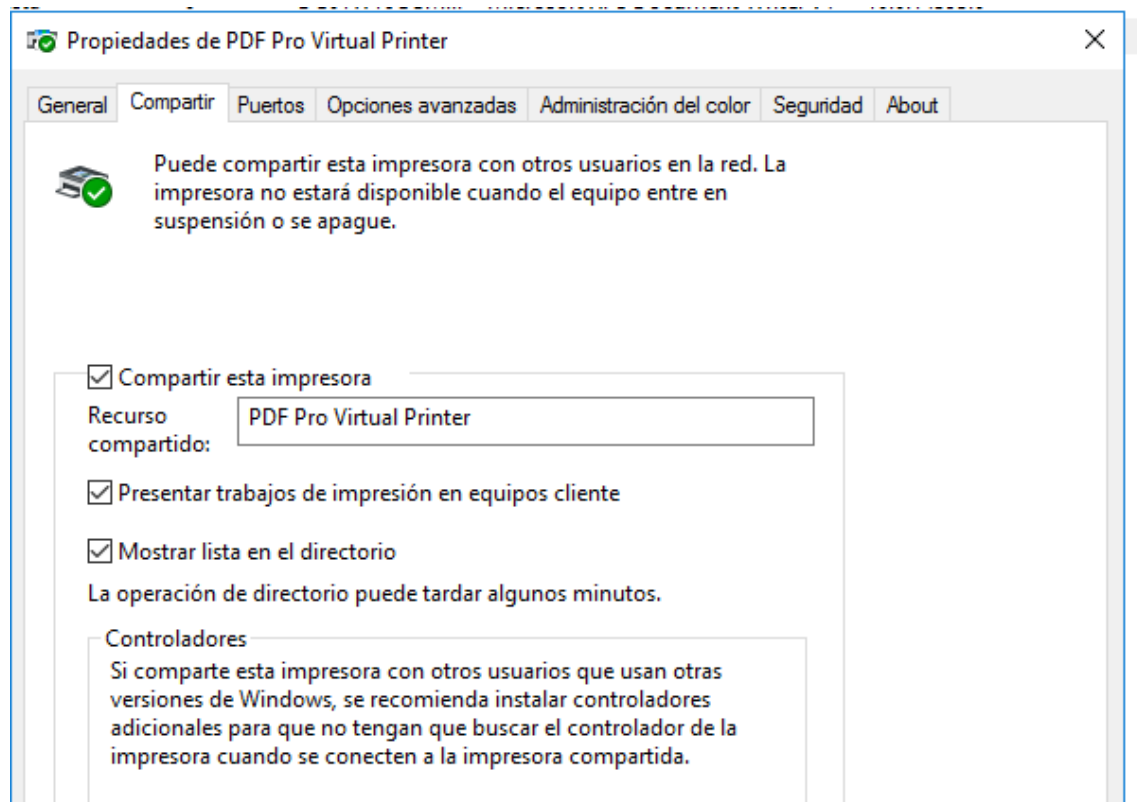 Propiedades de PDF Pro Virtual Printer
General Compartir Puertos Opciones avanzadas Administración del color Seguridad About
Puede compartir esta impresora con otros usuarios en la red. La
impresora no estará disponible cuando el equipo entre en
suspensión o se apague.
Compartir esta impresora
Recurso
compartido:
PDF Pro Virtual Printer
Presentar trabajos de impresión en equipos cliente
Mostrar lista en el directorio
La operación de directorio puede tardar algunos minutos.
Controladores
Si comparte esta impresora con otros usuarios que usan otras
versiones de Windows, se recomienda instalar controladores
adicionales para que no tengan que buscar el controlador de la
impresora cuando se conecten a la impresora compartida.